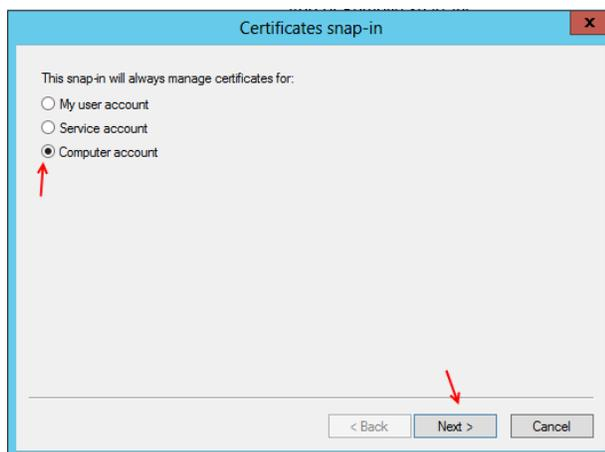 Certificates snap-in
x
This snap-in will always manage certificates for:
My user account
Service account
Computer account
< Back
Next >
Cancel